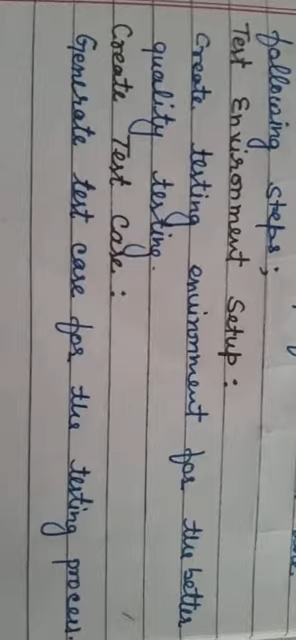 following steps;
Test Environment Setup:
Create testing environment for the better
quality testing.
Create Test Case:
Generate test case for the testing process.